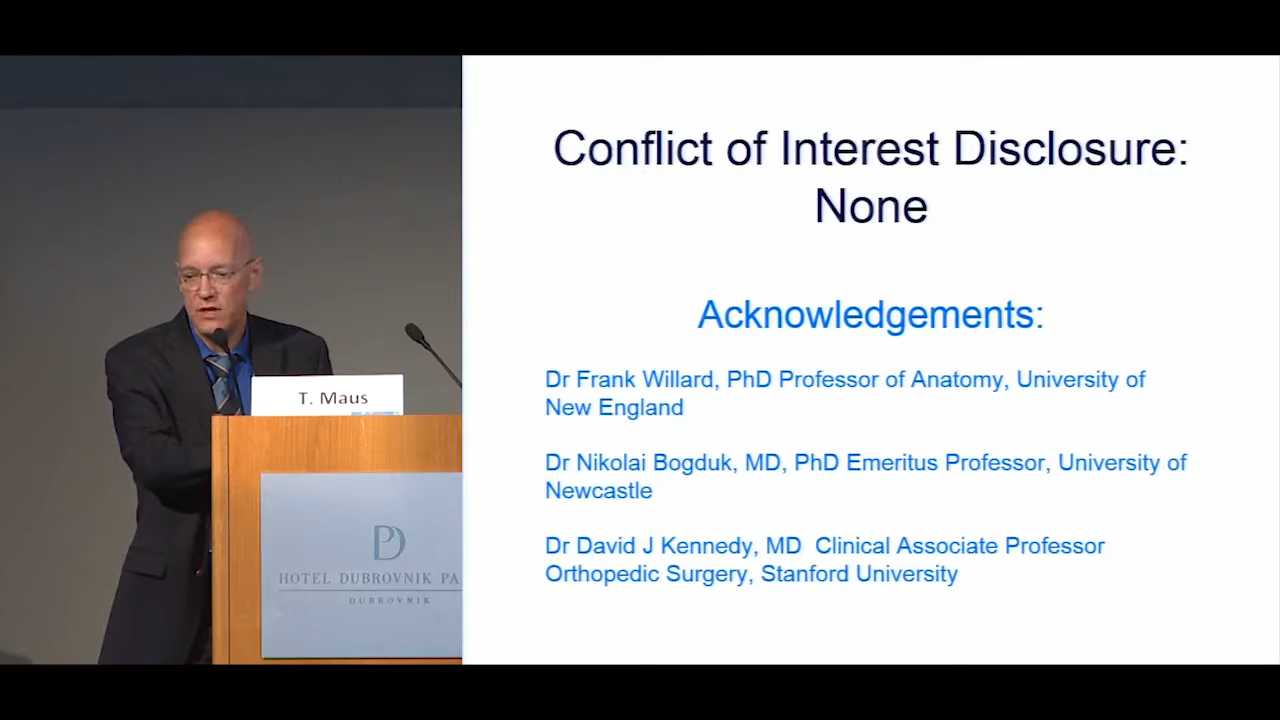 Conflict of Interest Disclosure:
None
Acknowledgements:
Dr Frank Willard, PhD Professor of Anatomy, University of
New England
Dr Nikolai Bogduk, MD, PhD Emeritus Professor, University of
Newcastle
Dr David J Kennedy, MD Clinical Associate Professor
Orthopedic Surgery, Stanford University
T. Maus
HOTEL DUBROVNIK PA
DUBROVNIK